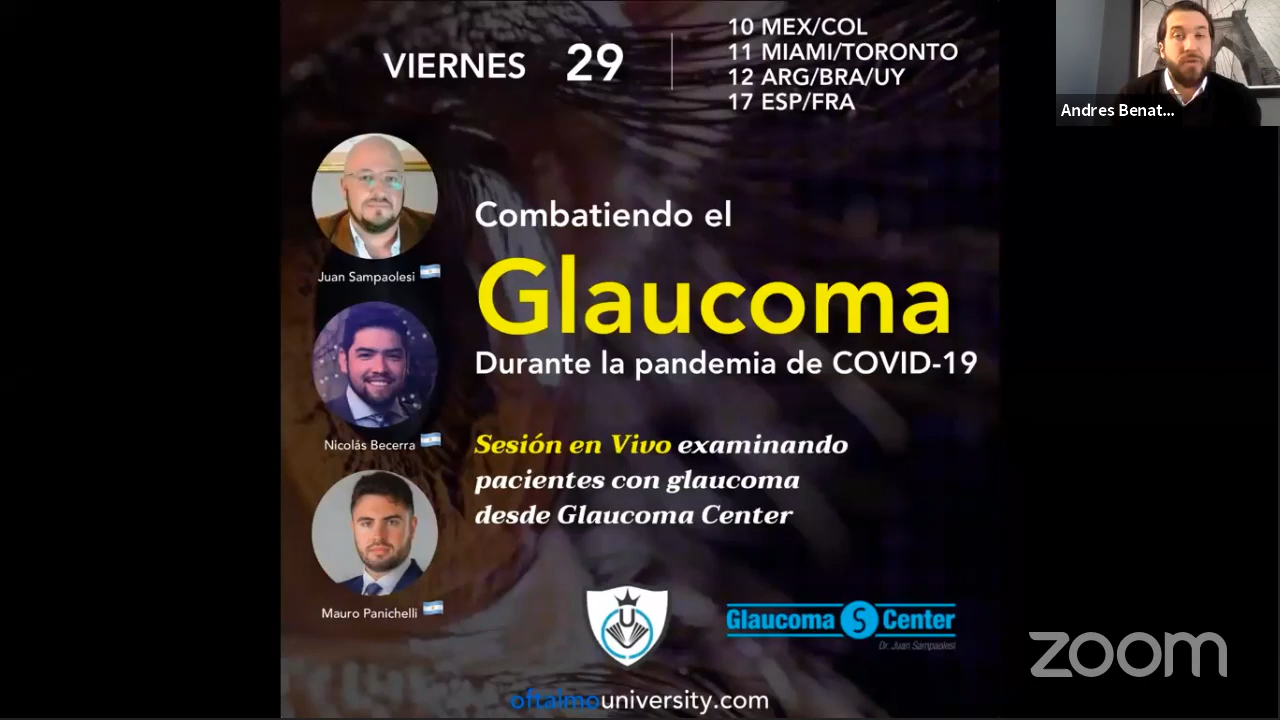 VIERNES 29
10 MEX/COL
11 MIAMI/TORONTO
12 ARG/BRA/UY
17 ESP/FRA
Andres Benat...
Juan Sampaolesi
Combatiendo el
Glaucoma
Durante la pandemia de COVID-19
Nicolás Becerra
Sesión en Vivo examinando
pacientes con glaucoma
desde Glaucoma Center
Mauro Panichelli
U
Glaucoma S Center
Dr. Juan Sampaolesi
zoom
oftalmouniversity.com